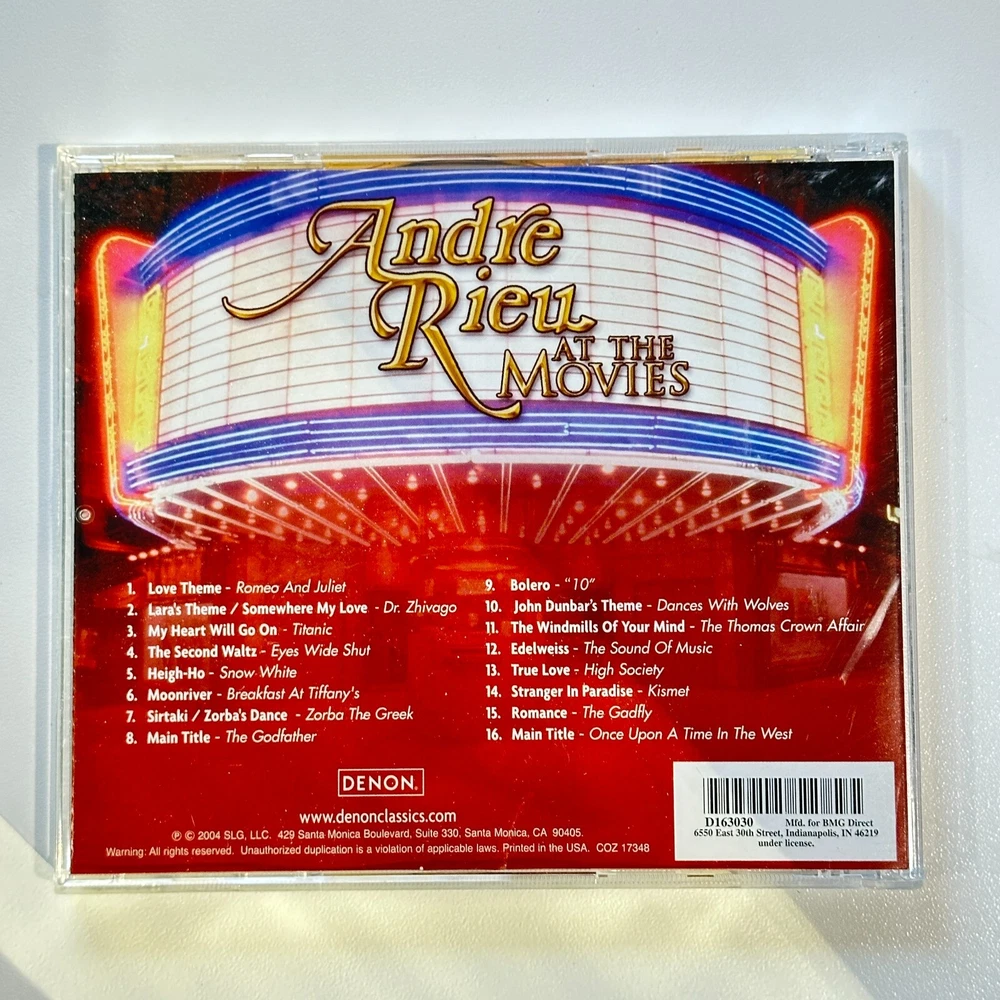 Andre
Rieu
AT THE
MOVIES
1. Love Theme - Romeo And Juliet
2. Lara's Theme / Somewhere My Love - Dr. Zhivago
3. My Heart Will Go On - Titanic
4. The Second Waltz - Eyes Wide Shut
5. Heigh-Ho - Snow White
6. Moonriver - Breakfast At Tiffany's
7. Sirtaki / Zorba's Dance - Zorba The Greek
8. Main Title - The Godfather
9. Bolero - "10"
10. John Dunbar's Theme - Dances With Wolves
11. The Windmills Of Your Mind - The Thomas Crown Affair
12. Edelweiss - The Sound Of Music
13. True Love - High Society
14. Stranger In Paradise - Kismet
15. Romance - The Gadfly
16. Main Title - Once Upon A Time In The West
DENON®
www.denonclassics.com
℗ © 2004 SLG, LLC. 429 Santa Monica Boulevard, Suite 330, Santa Monica, CA 90405.
Warning: All rights reserved. Unauthorized duplication is a violation of applicable laws. Printed in the USA. COZ 17348
D163030 Mfd. for BMG Direct
6550 East 30th Street, Indianapolis, IN 46219
under license.